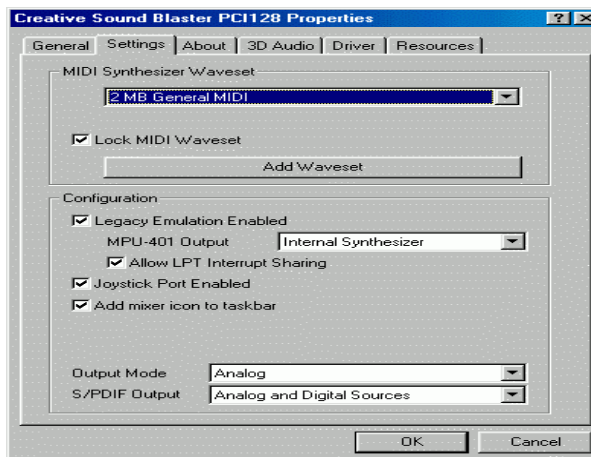 Creative Sound Blaster PCI128 Properties
General Settings About 3D Audio Driver Resources
MIDI Synthesizer Waveset
2 MB General MIDI
Lock MIDI Waveset
Add Waveset
Configuration
Legacy Emulation Enabled
MPU-401 Output Internal Synthesizer
Allow LPT Interrupt Sharing
Joystick Port Enabled
Add mixer icon to taskbar
Output Mode Analog
S/PDIF Output Analog and Digital Sources
OK Cancel